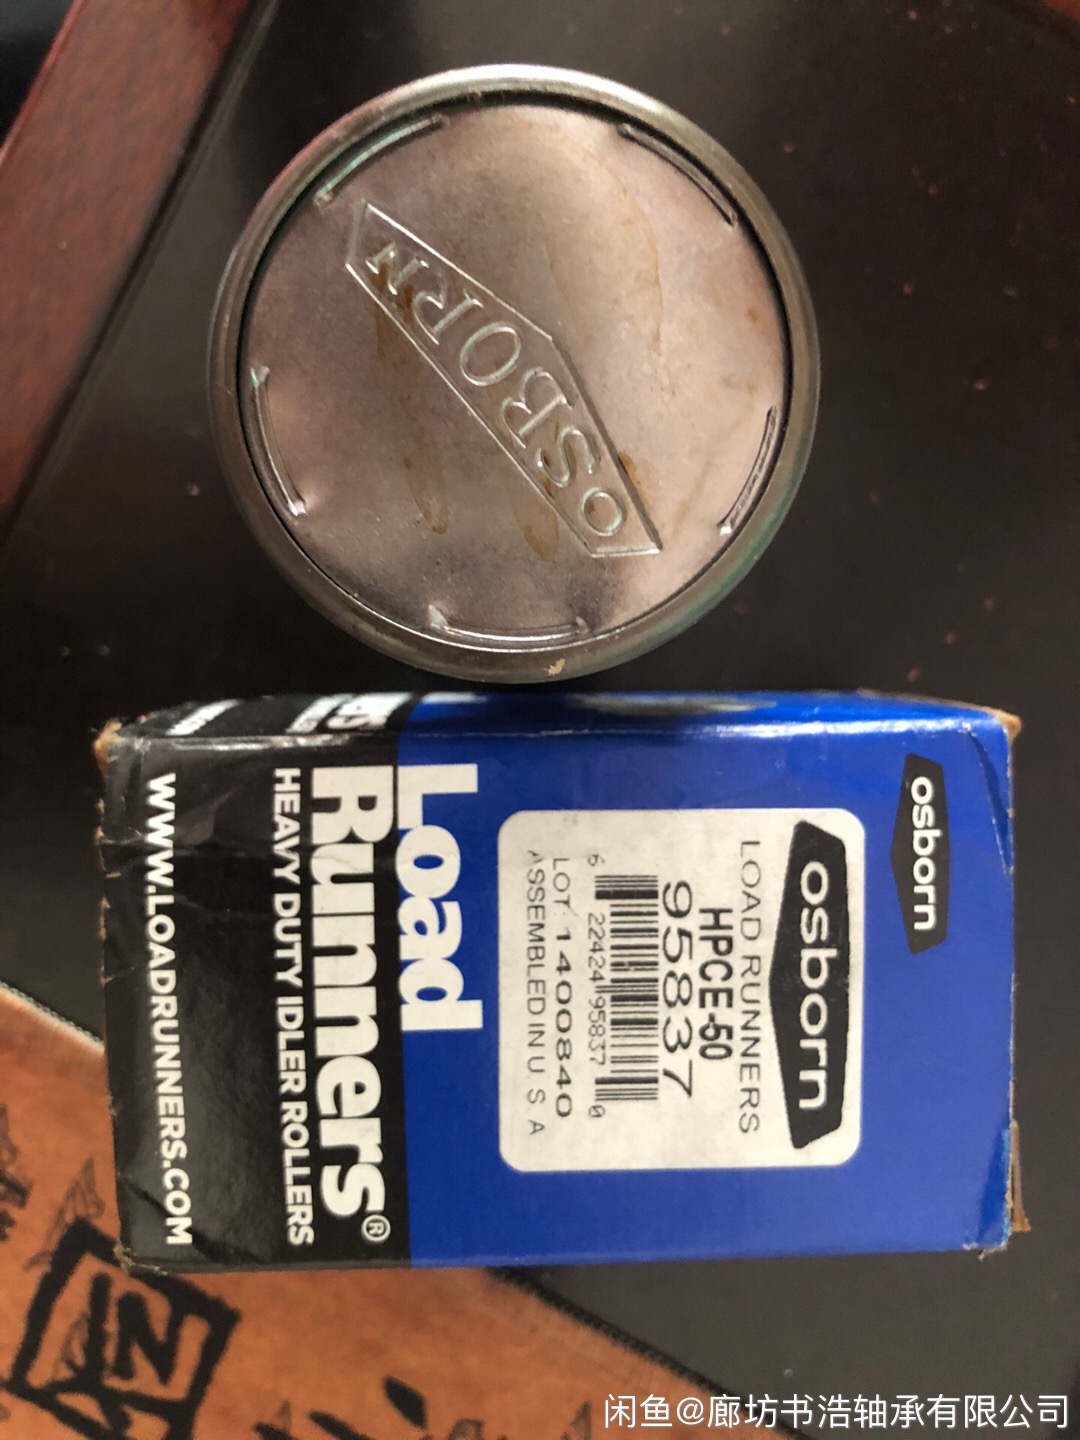 OSBORN
osborn
osborn
LOAD RUNNERS
HPCE-50
95837
6 22424 95837 0
LOT: 1400840
ASSEMBLED IN U. S. A
Load
Runners®
HEAVY DUTY IDLER ROLLERS
WWW.LOADRUNNERS.COM
闲鱼@廊坊书浩轴承有限公司